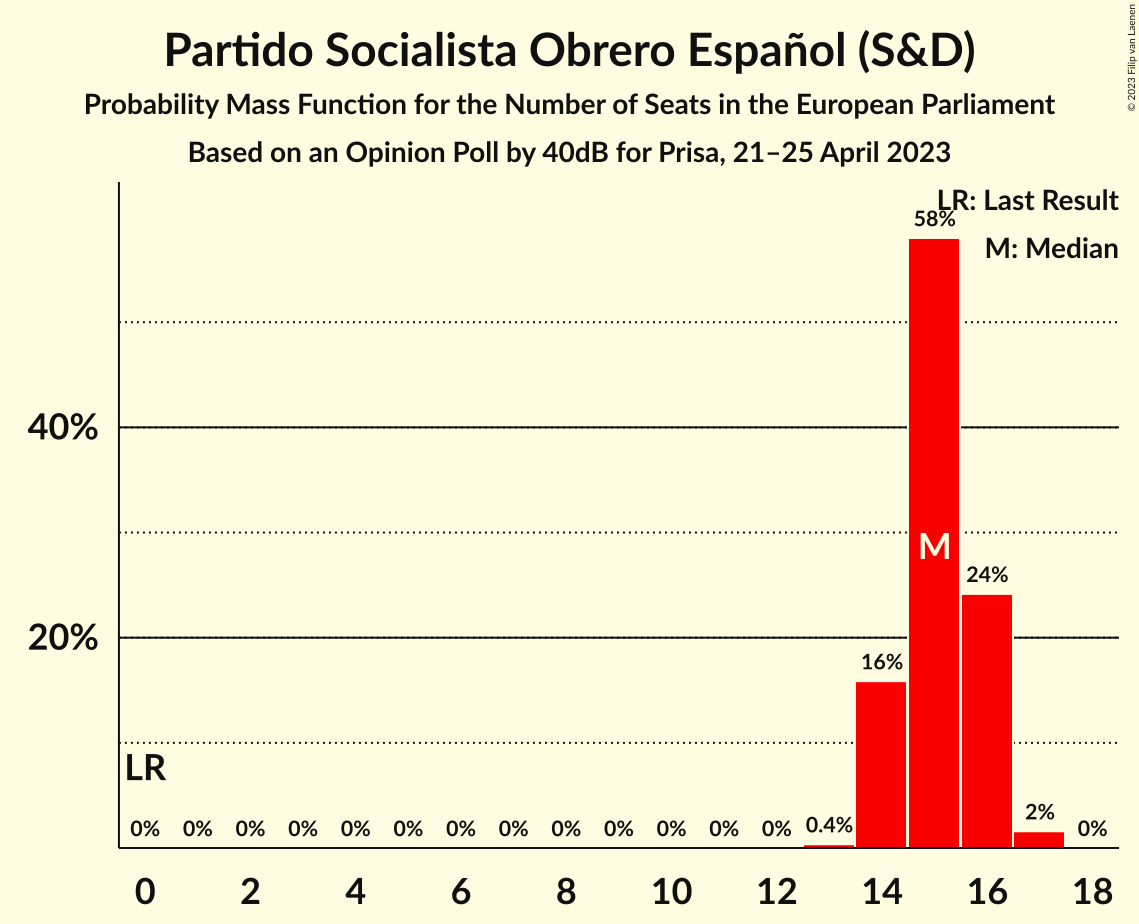 Partido Socialista Obrero Español (S&D)
Probability Mass Function for the Number of Seats in the European Parliament
Based on an Opinion Poll by 40dB for Prisa, 21–25 April 2023
© 2023 Filip van Laenen
LR: Last Result
58%
M: Median
40%
M
24%
20%
16%
LR
0% 0% 0% 0% 0% 0% 0% 0% 0% 0% 0% 0% 0% 0.4% 2% 0%
0 2 4 6 8 10 12 14 16 18